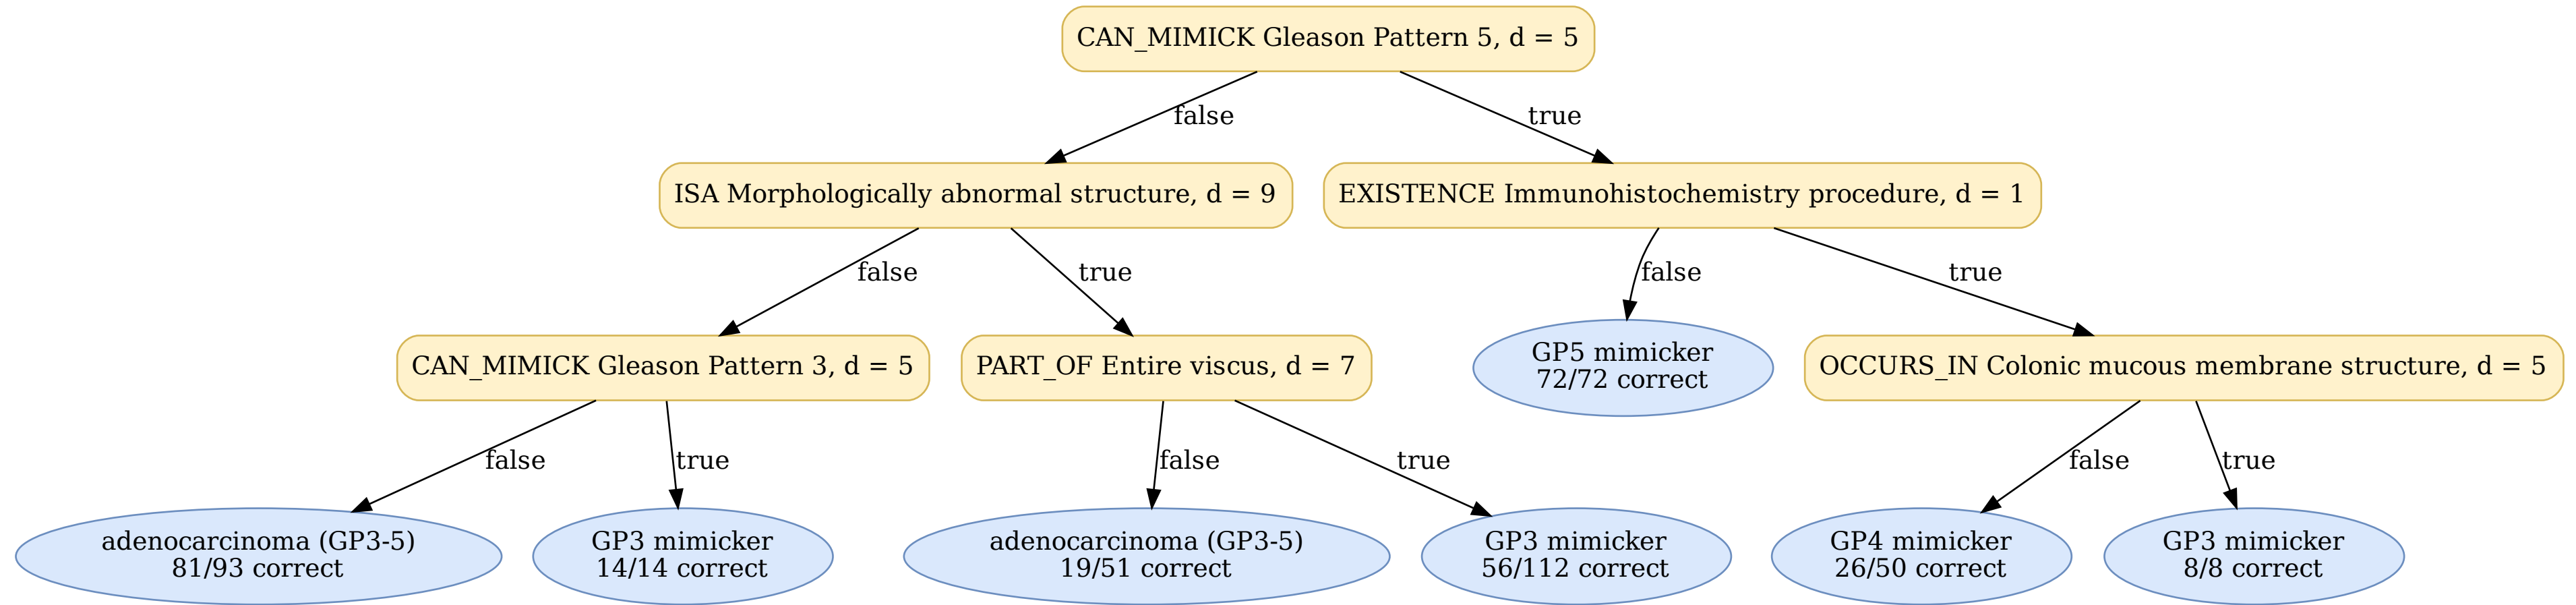 CAN_MIMICK Gleason Pattern 5, d = 5
false
true
ISA Morphologically abnormal structure, d = 9
EXISTENCE Immunohistochemistry procedure, d = 1
false
true
false
true
CAN_MIMICK Gleason Pattern 3, d = 5
PART_OF Entire viscus, d = 7
GP5 mimicker
72/72 correct
OCCURS_IN Colonic mucous membrane structure, d = 5
false
true
false
true
false
true
adenocarcinoma (GP3-5)
81/93 correct
GP3 mimicker
14/14 correct
adenocarcinoma (GP3-5)
19/51 correct
GP3 mimicker
56/112 correct
GP4 mimicker
26/50 correct
GP3 mimicker
8/8 correct